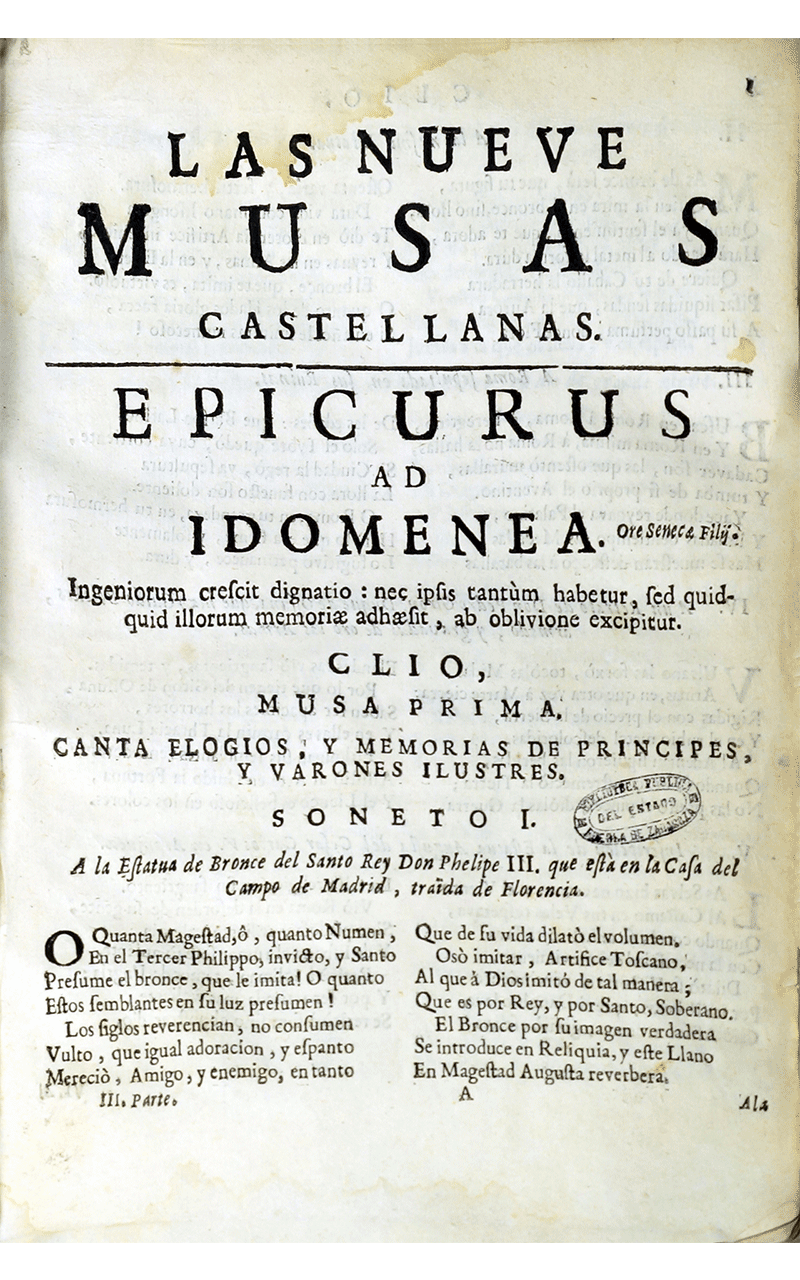 LAS NUEVE
MUSAS
CASTELLANAS.
EPICURUS
AD
IDOMENEA. Ore Senecæ Filÿ.
Ingeniorum creſcit dignatio : nec ipſis tantùm habetur, ſed quid-
quid illorum memoriæ adhæſit, ab oblivione excipitur.
CLIO,
MUSA PRIMA.
CANTA ELOGIOS, Y MEMORIAS DE PRINCIPES,
Y VARONES ILUSTRES.
SONETO I.
DEL ESTADO
A la Eſtatua de Bronce del Santo Rey Don Phelipe III. que eſtà en la Caſa del
Campo de Madrid, traìda de Florencia.
O Quanta Mageſtad, ô, quanto Numen,
En el Tercer Philippo, invicto, y Santo
Preſume el bronce, que le imita! O quanto
Eſtos ſemblantes en ſu luz preſumen!
Los ſiglos reverencian, no conſumen
Vulto, que igual adoracion, y eſpanto
Mereciò, Amigo, y enemigo, en tanto
Que de ſu vida dilatò el volumen.
Osò imitar, Artifice Toſcano,
Al que à Dios imitó de tal manera;
Que es por Rey, y por Santo, Soberano.
El Bronce por ſu imagen verdadera
Se introduce en Reliquia, y eſte Llano
En Mageſtad Auguſta reverbera.
III. Parte.
A
A la